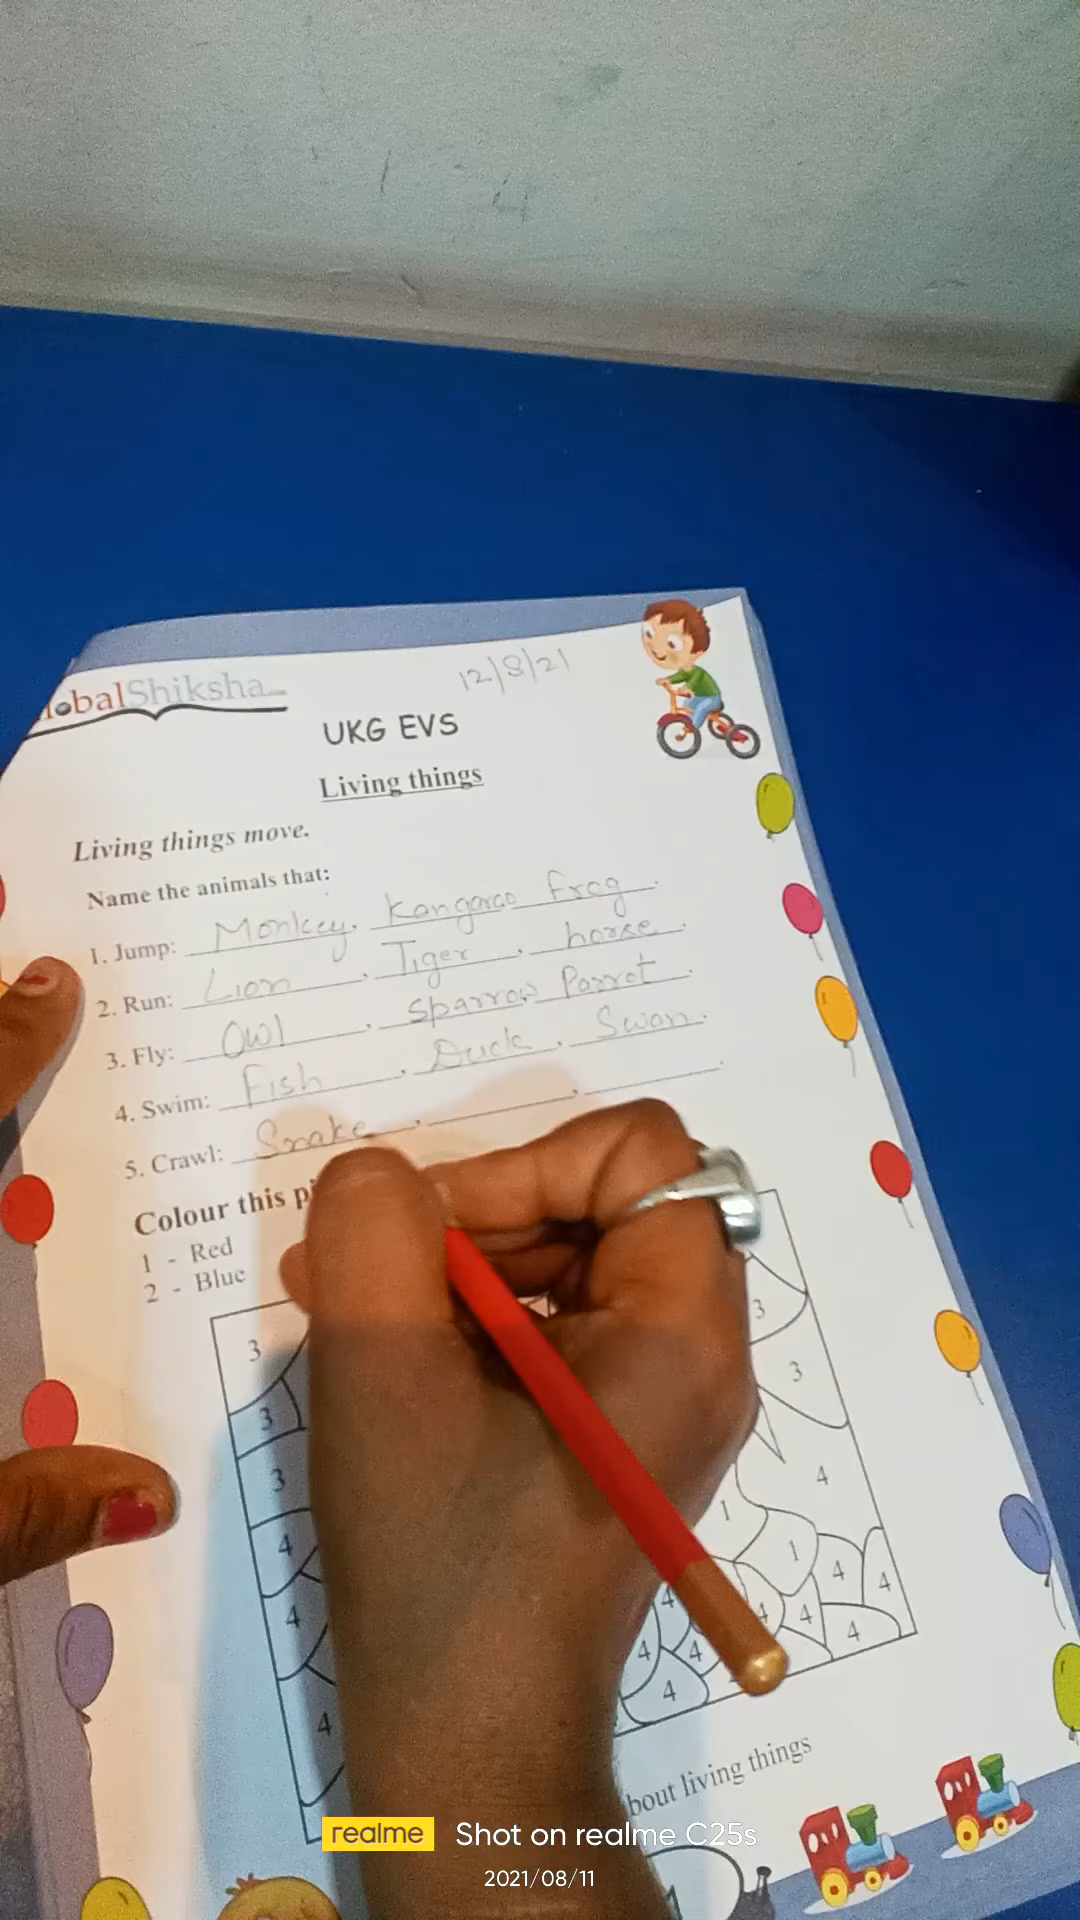 lobalShiksha
12/8/21
UKG EVS
Living things
Living things move.
Name the animals that:
1. Jump: Monkey, Kangaroo Frog.
2. Run: Lion, Tiger, horse.
3. Fly: Owl, Sparrow, Parrot.
4. Swim: Fish, Duck, Swan.
5. Crawl: Snake, , .
Colour this pi
1 - Red
2 - Blue
3
3
3
3
3
4
4
1
1
4
4
4
4
4
4
4
4
4
4
4
bout living things
realme Shot on realme C25s
2021/08/11